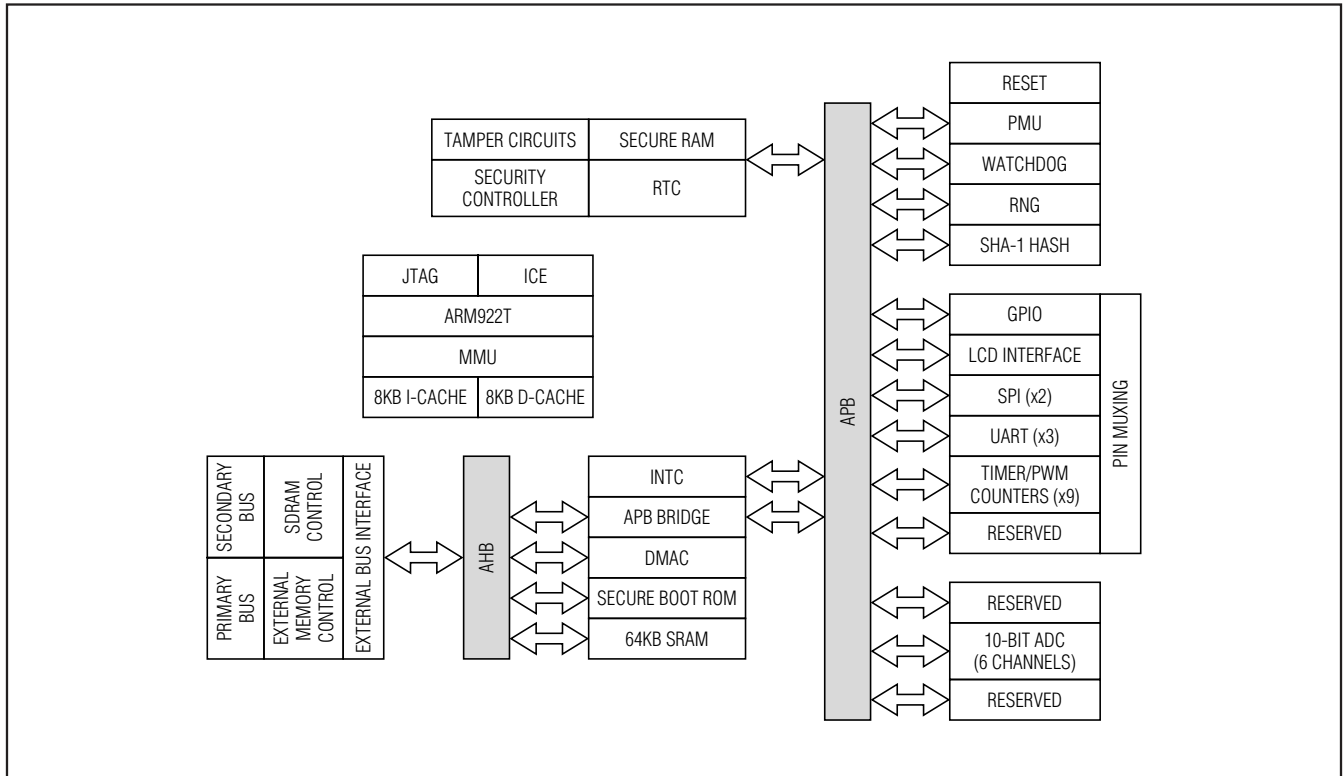 TAMPER CIRCUITS
SECURE RAM
SECURITY
CONTROLLER
RTC
JTAG
ICE
ARM922T
MMU
8KB I-CACHE
8KB D-CACHE
SECONDARY
BUS
SDRAM
CONTROL
PRIMARY
BUS
EXTERNAL
MEMORY
CONTROL
EXTERNAL BUS INTERFACE
AHB
INTC
APB BRIDGE
DMAC
SECURE BOOT ROM
64KB SRAM
APB
RESET
PMU
WATCHDOG
RNG
SHA-1 HASH
GPIO
LCD INTERFACE
SPI (x2)
UART (x3)
TIMER/PWM
COUNTERS (x9)
RESERVED
PIN MUXING
RESERVED
10-BIT ADC
(6 CHANNELS)
RESERVED